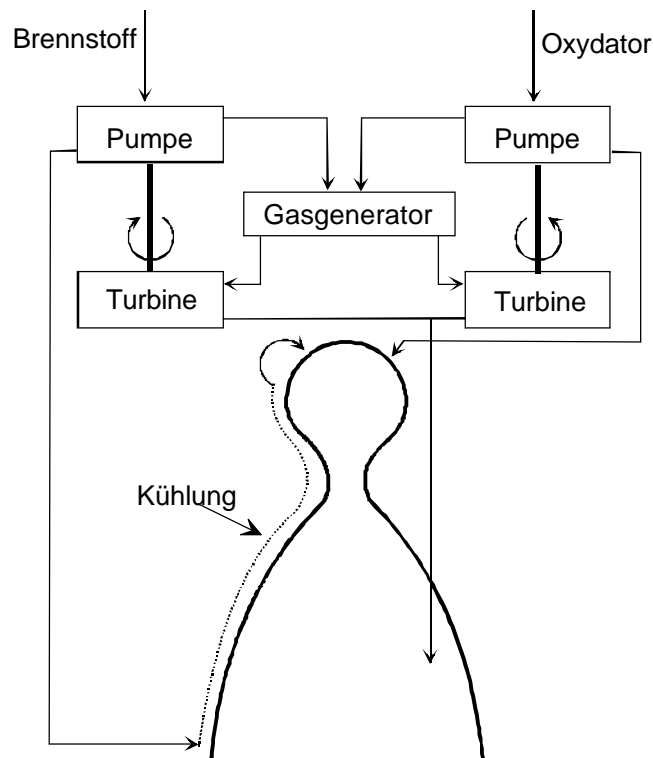 Brennstoff
Oxydator
Pumpe
Pumpe
Gasgenerator
Turbine
Turbine
Kühlung